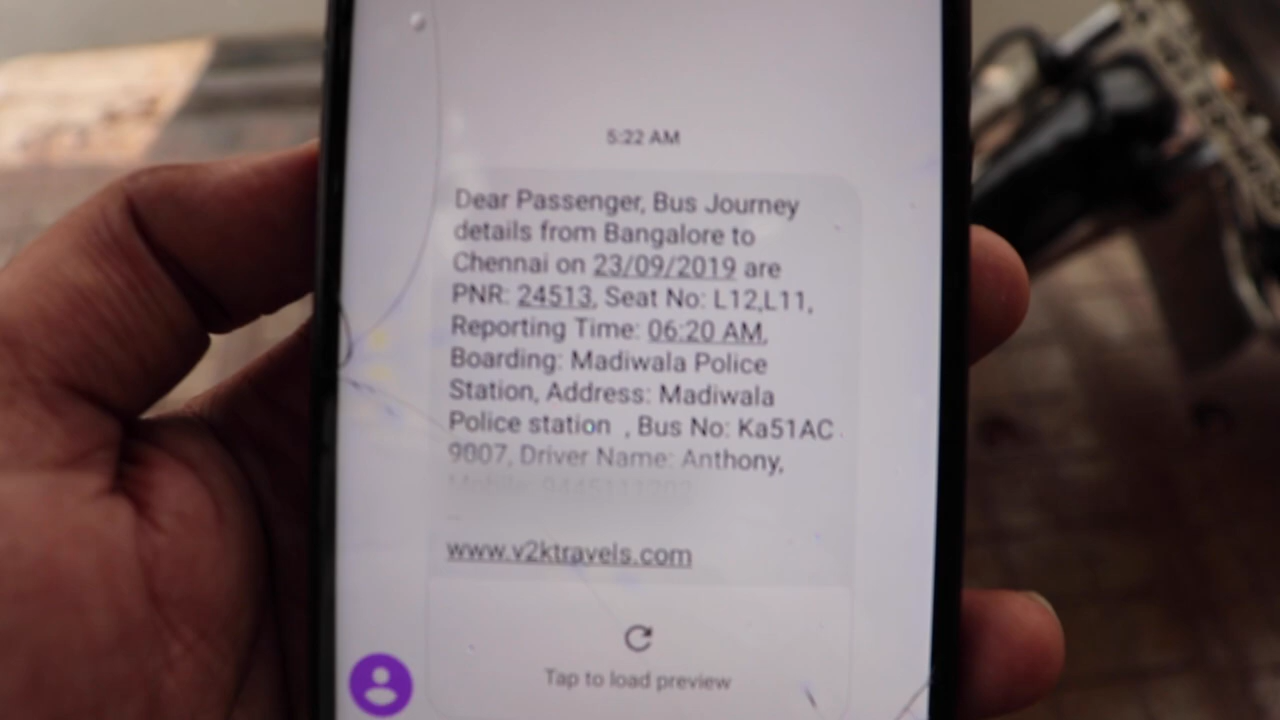 5:22 AM
Dear Passenger, Bus Journey
details from Bangalore to
Chennai on 23/09/2019 are
PNR: 24513, Seat No: L12,L11,
Reporting Time: 06:20 AM,
Boarding: Madiwala Police
Station, Address: Madiwala
Police station , Bus No: Ka51AC
9007, Driver Name: Anthony,
www.v2ktravels.com
Tap to load preview